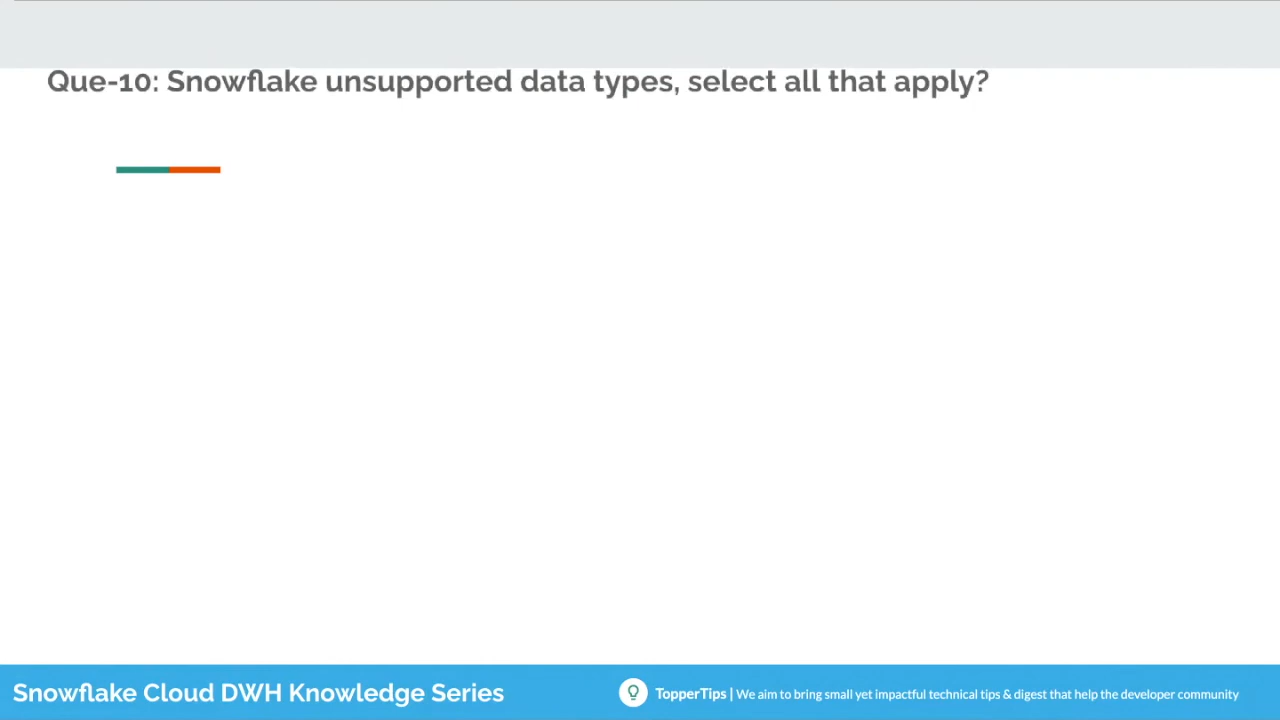 Que-10: Snowflake unsupported data types, select all that apply?
Snowflake Cloud DWH Knowledge Series
TopperTips | We aim to bring small yet impactful technical tips & digest that help the developer community